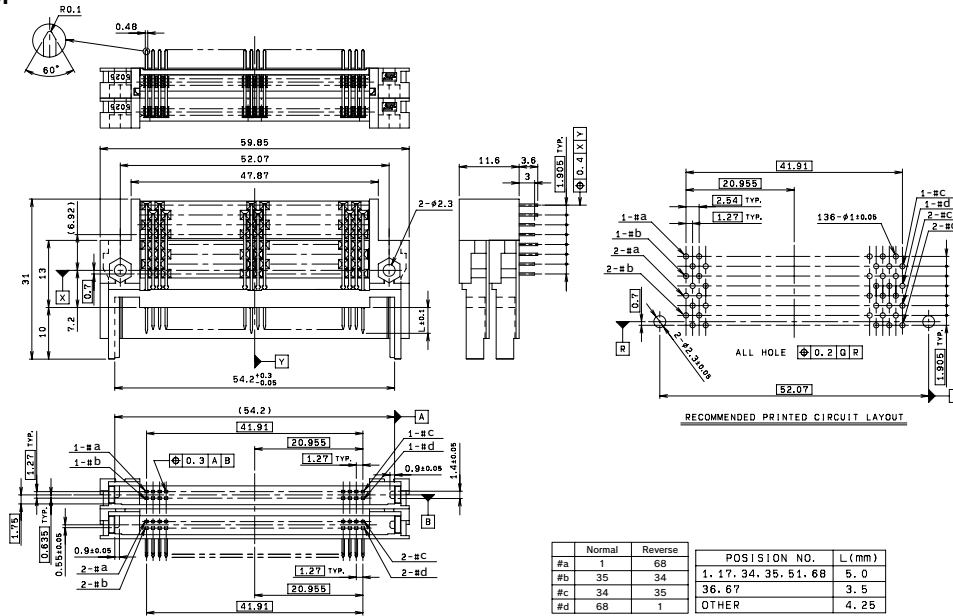 R0.1
60°
0.48
59.85
52.07
47.87
11.6
3.6
3
1.905 TYP.
⌖ 0.4 X Y
2-ø2.3
31
13
10
(6.92)
0.7
7.2
X
Y
L±0.1
54.2 +0.3 -0.05
41.91
20.955
2.54 TYP.
1.27 TYP.
136-ø1±0.05
1-#a
1-#b
2-#a
2-#b
1-#c
1-#d
2-#c
0.7
R
2-ø2.3±0.05
ALL HOLE ⌖ 0.2 Q R
1.905 TYP.
52.07
RECOMMENDED PRINTED CIRCUIT LAYOUT
(54.2)
A
41.91
20.955
1-#a
1-#b
⌖ 0.3 A B
1.27 TYP.
1-#c
1-#d
0.9±0.05
1.4±0.05
B
1.27 TYP.
1.75
0.635 TYP.
0.55±0.05
0.9±0.05
2-#a
2-#b
2-#c
2-#d
1.27 TYP.
20.955
41.91
Normal Reverse
#a 1 68
#b 35 34
#c 34 35
#d 68 1
POSISION NO. L(mm)
1. 17. 34. 35. 51. 68 5.0
36. 67 3.5
OTHER 4.25